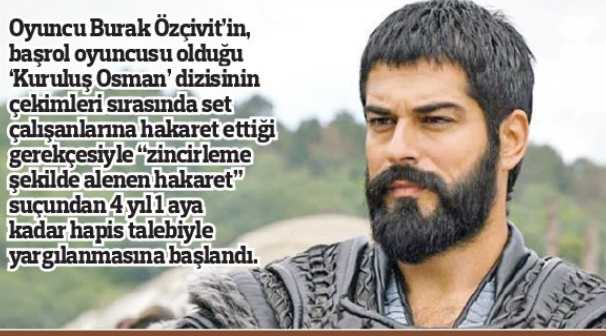 Oyuncu Burak Özçivit'in,
başrol oyuncusu olduğu
‘Kuruluş Osman’ dizisinin
çekimleri sırasında set
çalışanlarına hakaret ettiği
gerekçesiyle “zincirleme
şekilde alenen hakaret”
suçundan 4 yıl 1 aya
kadar hapis talebiyle
yargılanmasına başlandı.